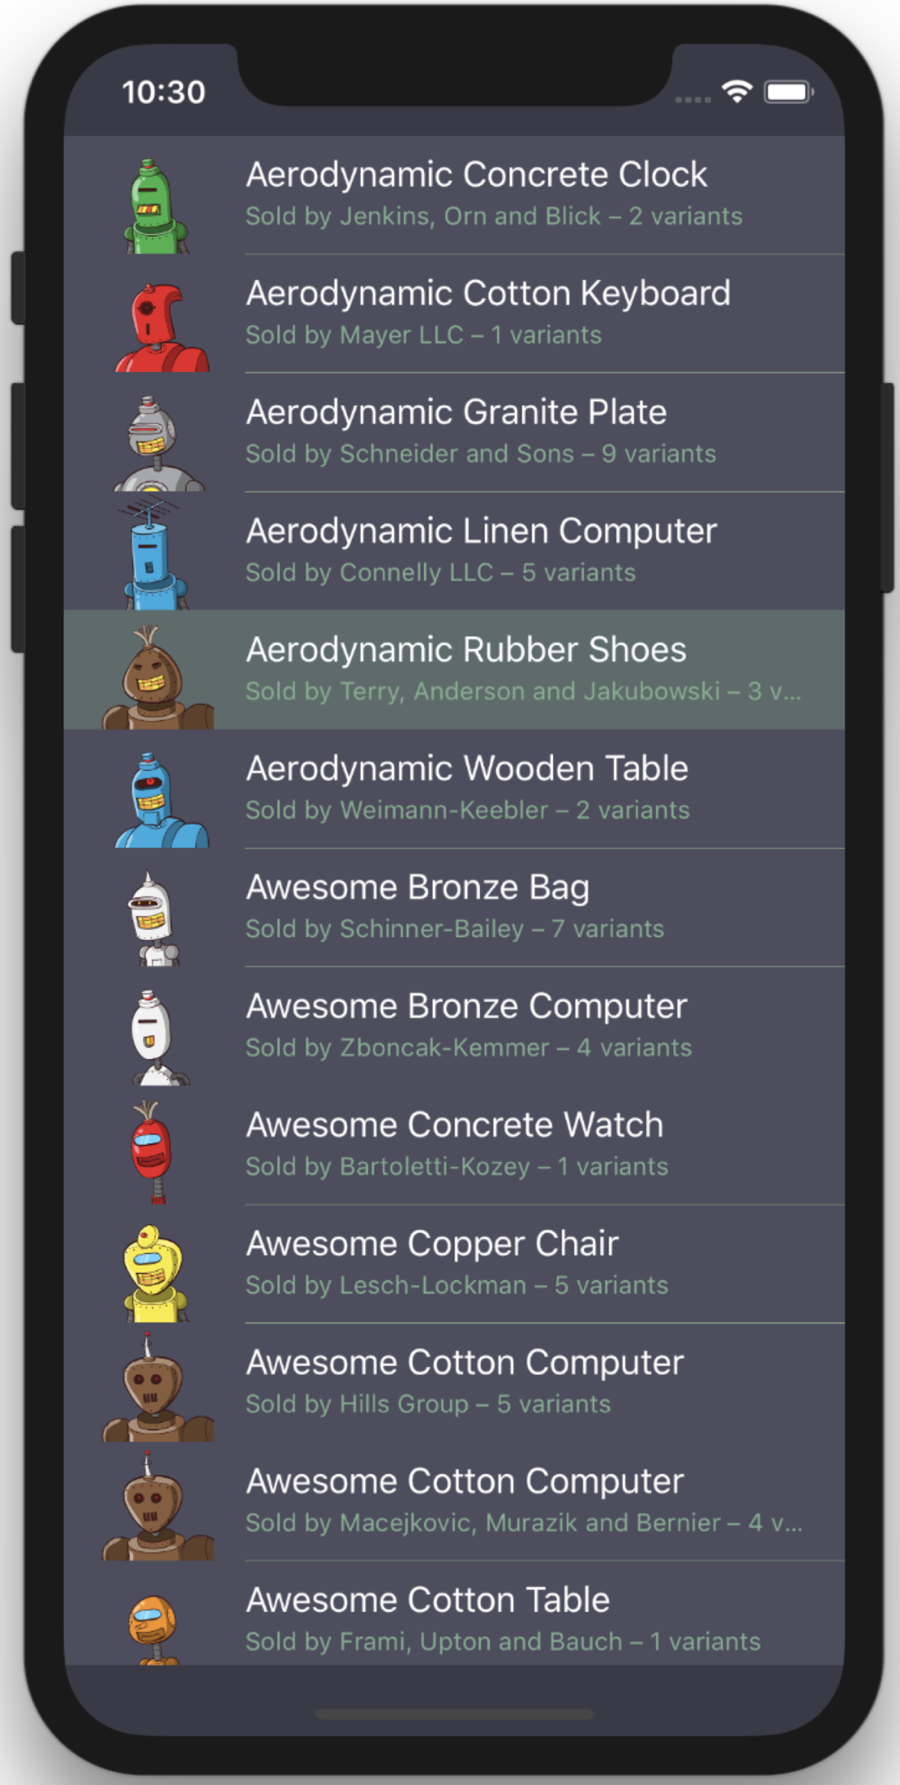 10:30
Aerodynamic Concrete Clock
Sold by Jenkins, Orn and Blick – 2 variants
Aerodynamic Cotton Keyboard
Sold by Mayer LLC – 1 variants
Aerodynamic Granite Plate
Sold by Schneider and Sons – 9 variants
Aerodynamic Linen Computer
Sold by Connelly LLC – 5 variants
Aerodynamic Rubber Shoes
Sold by Terry, Anderson and Jakubowski – 3 v...
Aerodynamic Wooden Table
Sold by Weimann-Keebler – 2 variants
Awesome Bronze Bag
Sold by Schinner-Bailey – 7 variants
Awesome Bronze Computer
Sold by Zboncak-Kemmer – 4 variants
Awesome Concrete Watch
Sold by Bartoletti-Kozey – 1 variants
Awesome Copper Chair
Sold by Lesch-Lockman – 5 variants
Awesome Cotton Computer
Sold by Hills Group – 5 variants
Awesome Cotton Computer
Sold by Macejkovic, Murazik and Bernier – 4 v...
Awesome Cotton Table
Sold by Frami, Upton and Bauch – 1 variants